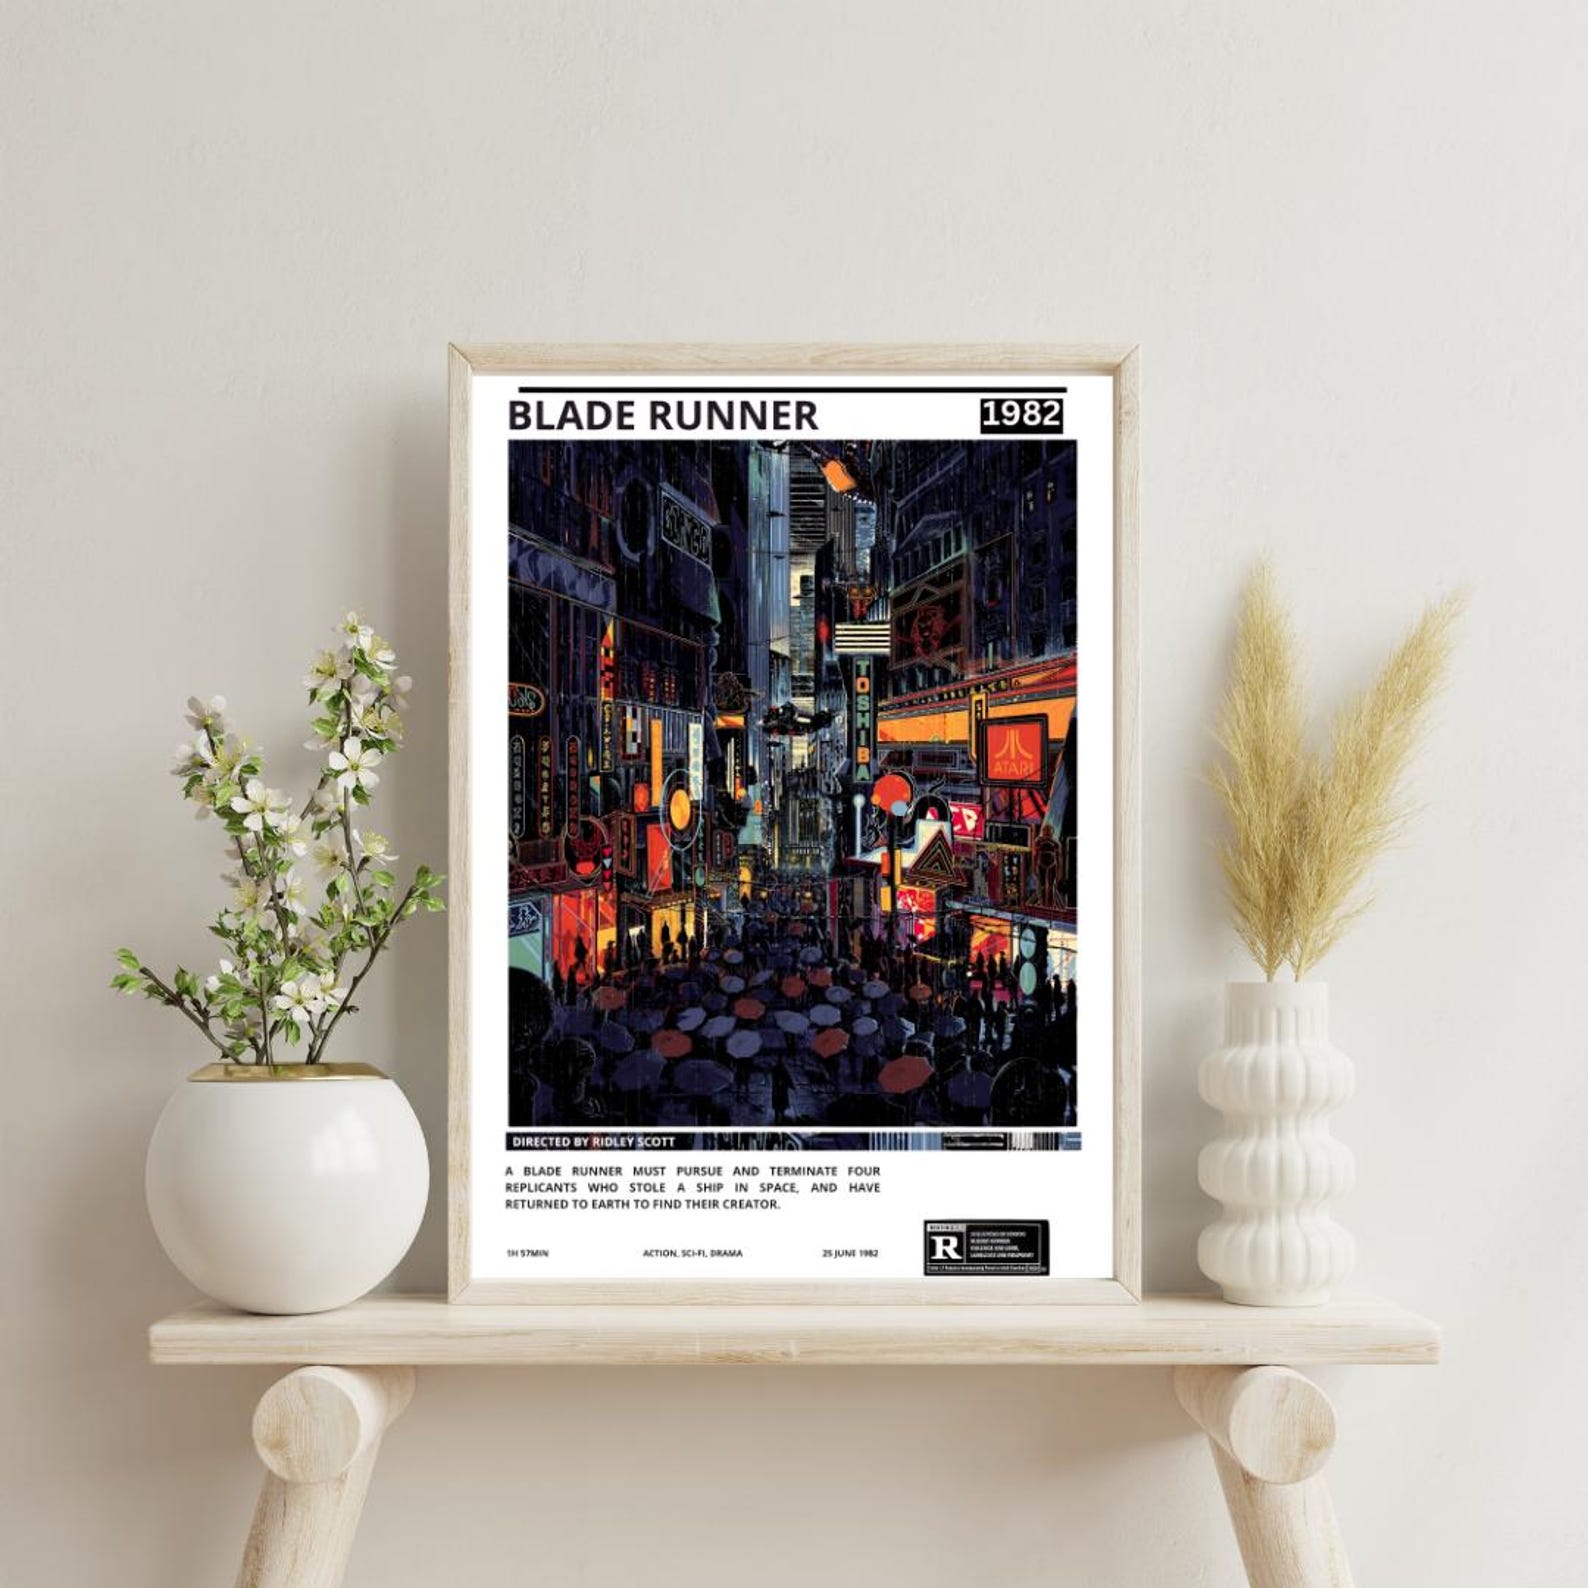 BLADE RUNNER
1982
TOSHIBA
ATARI
DIRECTED BY RIDLEY SCOTT
A BLADE RUNNER MUST PURSUE AND TERMINATE FOUR
REPLICANTS WHO STOLE A SHIP IN SPACE, AND HAVE
RETURNED TO EARTH TO FIND THEIR CREATOR.
1H 57MIN
ACTION, SCI-FI, DRAMA
25 JUNE 1982
R